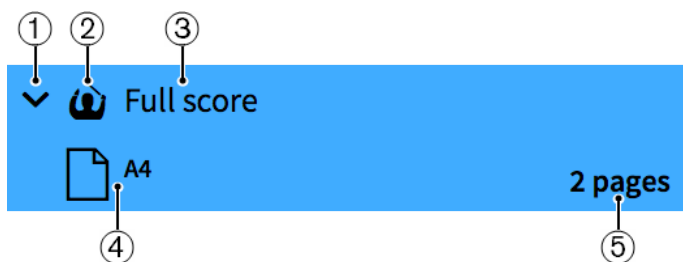 ① ② ③
Full score
A4
2 pages
④ ⑤